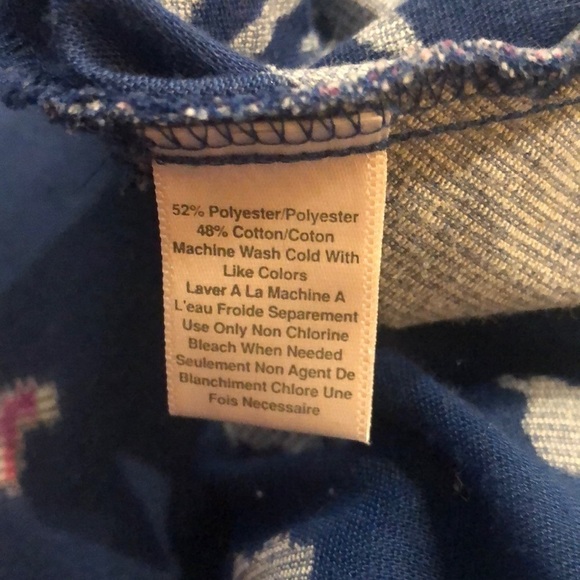 52% Polyester/Polyester
48% Cotton/Coton
Machine Wash Cold With
Like Colors
Laver A La Machine A
L'eau Froide Separement
Use Only Non Chlorine
Bleach When Needed
Seulement Non Agent De
Blanchiment Chlore Une
Fois Necessaire